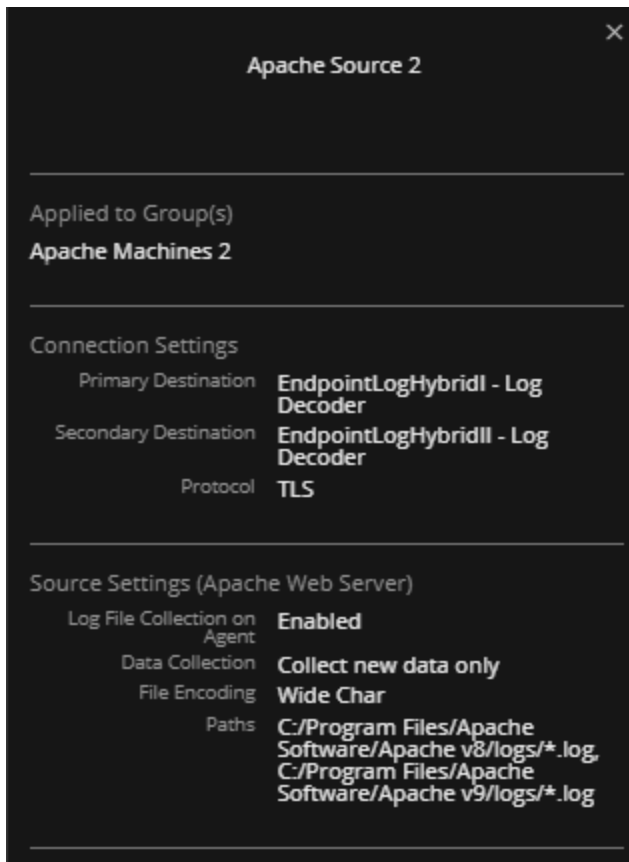 Apache Source 2
Applied to Group(s)
Apache Machines 2
Connection Settings
Primary Destination EndpointLogHybridI - Log
Decoder
Secondary Destination EndpointLogHybridII - Log
Decoder
Protocol TLS
Source Settings (Apache Web Server)
Log File Collection on
Agent Enabled
Data Collection Collect new data only
File Encoding Wide Char
Paths C:/Program Files/Apache
Software/Apache v8/logs/*.log,
C:/Program Files/Apache
Software/Apache v9/logs/*.log